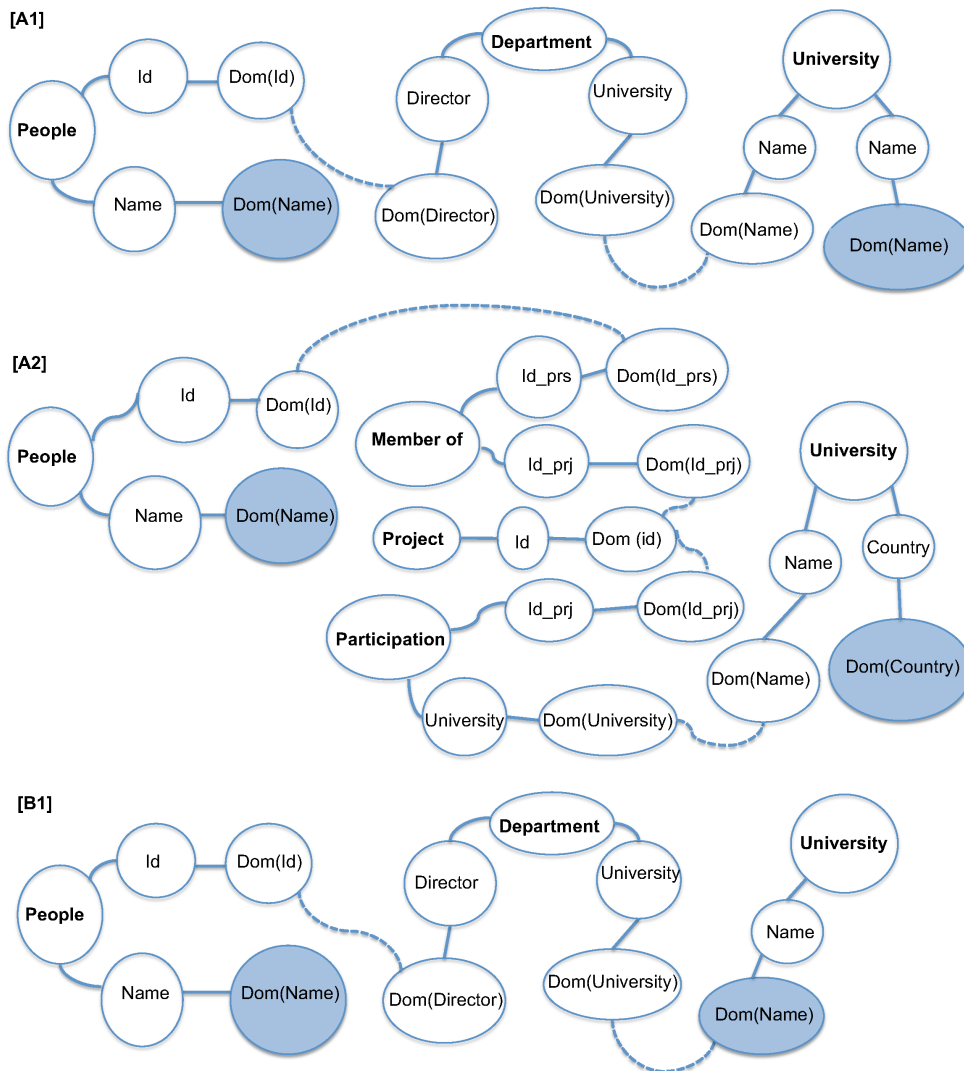 [A1]
Department
Id
Dom(Id)
University
Director
University
People
Name
Name
Name
Dom(Name)
Dom(University)
Dom(Director)
Dom(Name)
Dom(Name)
[A2]
Id_prs
Dom(Id_prs)
Id
Dom(Id)
Member of
University
People
Id_prj
Dom(Id_prj)
Name
Dom(Name)
Project
Id
Dom (id)
Name
Country
Id_prj
Dom(Id_prj)
Participation
Dom(Name)
Dom(Country)
University
Dom(University)
[B1]
Department
University
Id
Dom(Id)
Director
University
People
Name
Name
Dom(Name)
Dom(University)
Dom(Director)
Dom(Name)